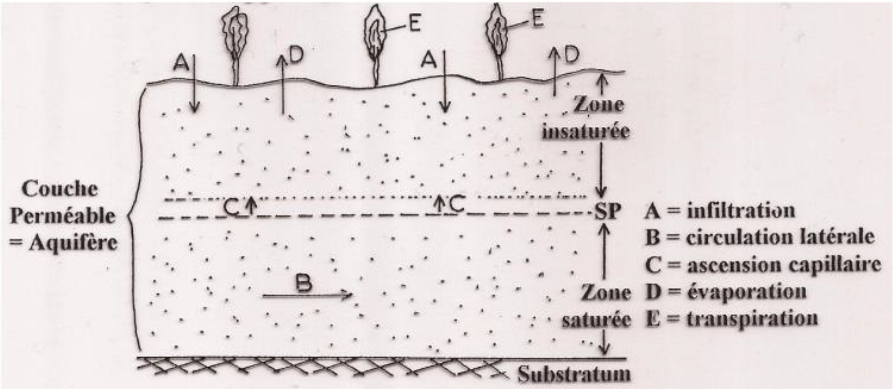 E
E
A
D
A
D
Zone
insaturée
Couche
Perméable
= Aquifère
C
C
SP
A = infiltration
B = circulation latérale
C = ascension capillaire
D = évaporation
E = transpiration
B
Zone
saturée
Substratum